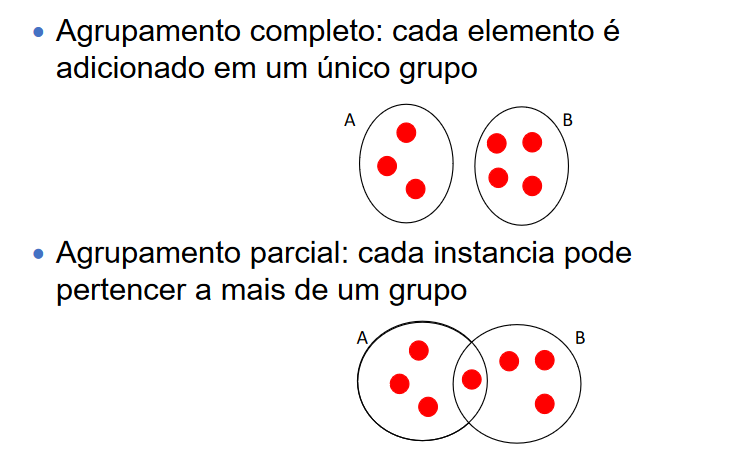 • Agrupamento completo: cada elemento é
adicionado em um único grupo
A
B
• Agrupamento parcial: cada instancia pode
pertencer a mais de um grupo
A
B